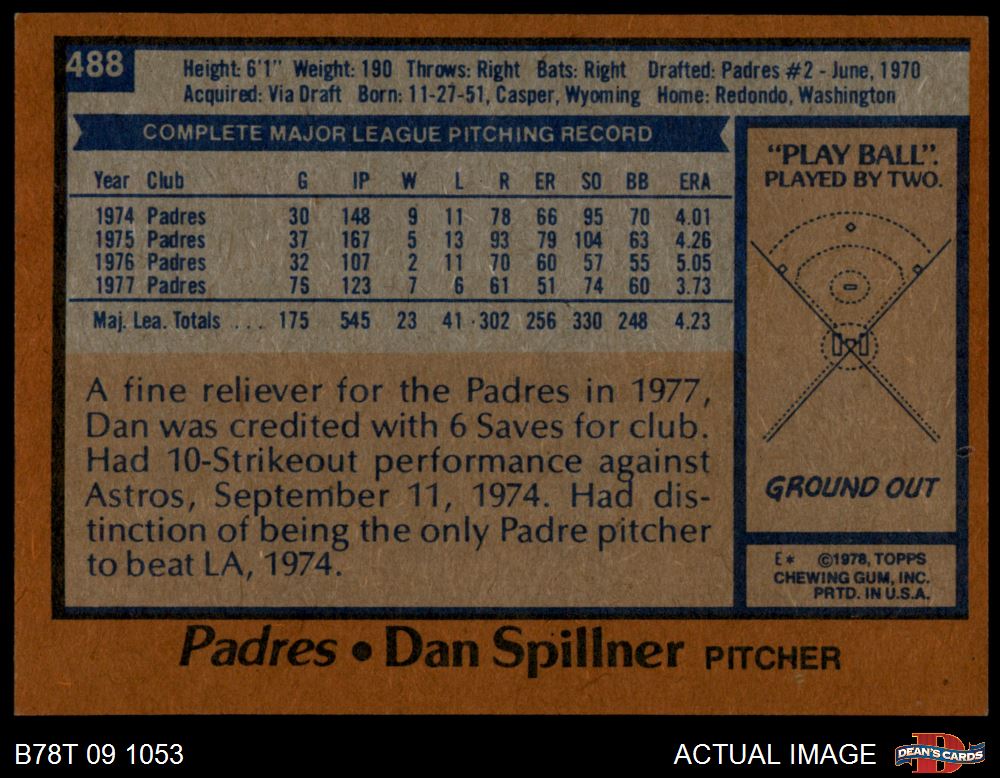 488
Height: 6'1" Weight: 190 Throws: Right Bats: Right Drafted: Padres #2 - June, 1970
Acquired: Via Draft Born: 11-27-51, Casper, Wyoming Home: Redondo, Washington
COMPLETE MAJOR LEAGUE PITCHING RECORD
Year Club G IP W L R ER SO BB ERA
1974 Padres 30 148 9 11 78 66 95 70 4.01
1975 Padres 37 167 5 13 93 79 104 63 4.26
1976 Padres 32 107 2 11 70 60 57 55 5.05
1977 Padres 76 123 7 6 61 51 74 60 3.73
Maj. Lea. Totals . . . 175 545 23 41 302 256 330 248 4.23
A fine reliever for the Padres in 1977,
Dan was credited with 6 Saves for club.
Had 10-Strikeout performance against
Astros, September 11, 1974. Had dis-
tinction of being the only Padre pitcher
to beat LA, 1974.
"PLAY BALL".
PLAYED BY TWO.
GROUND OUT
E* ©1978, TOPPS
CHEWING GUM, INC.
PRTD. IN U.S.A.
Padres • Dan Spillner PITCHER
B78T 09 1053
ACTUAL IMAGE
DEAN'S CARDS